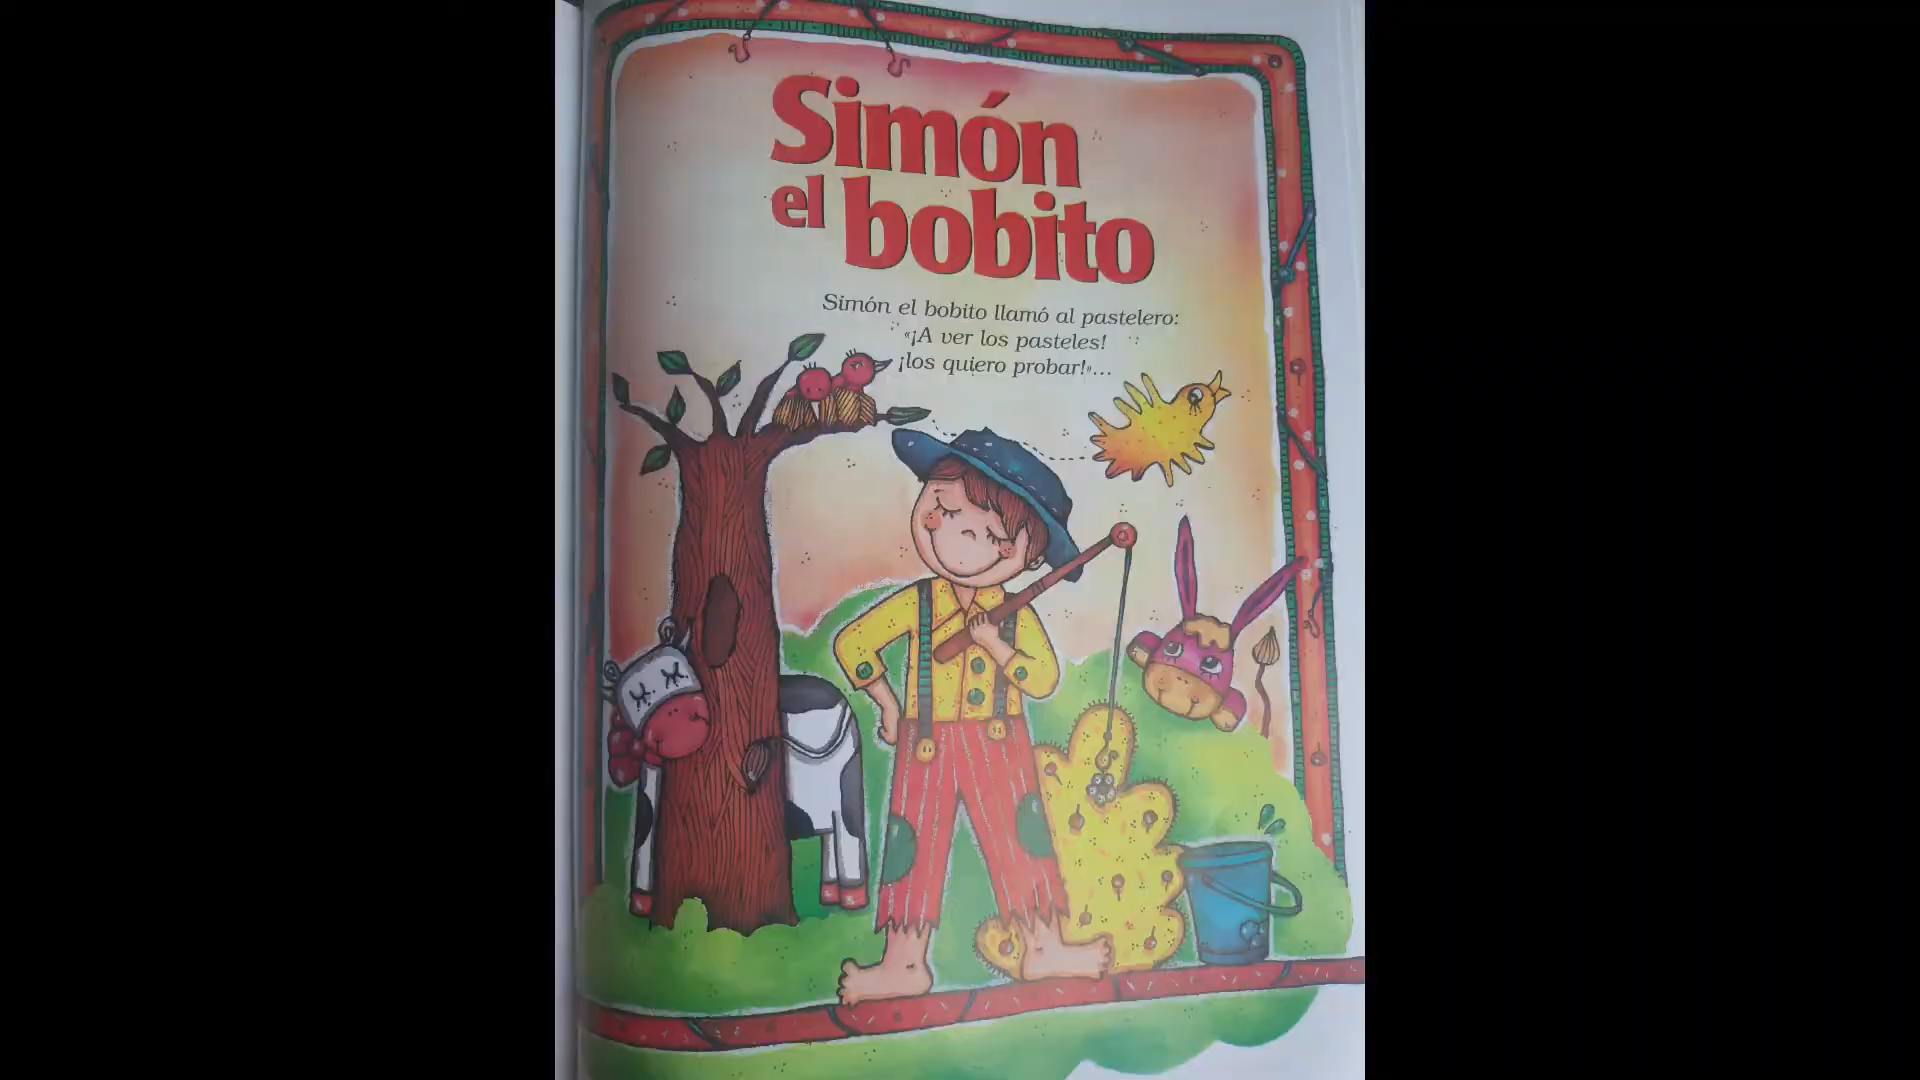 Simón
el bobito
Simón el bobito llamó al pastelero:
«¡A ver los pasteles!
¡los quiero probar!»...